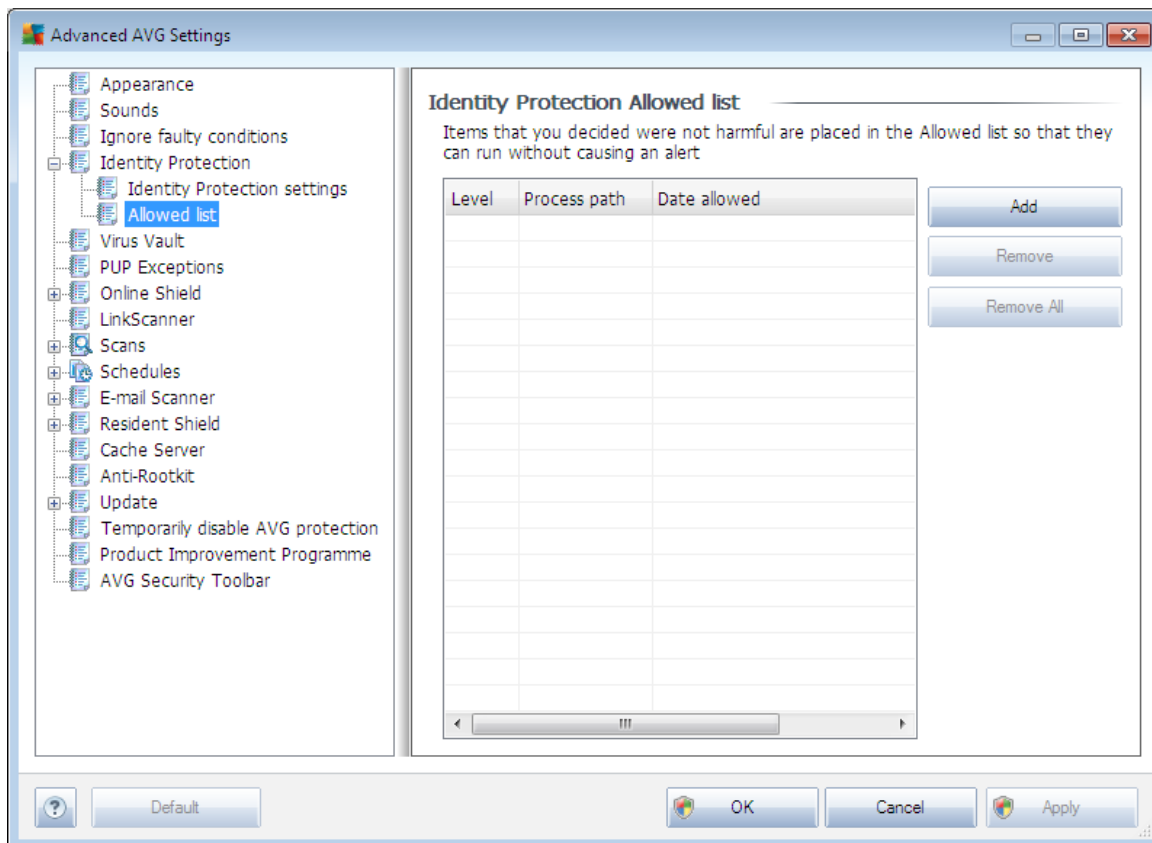 Advanced AVG Settings
Appearance
Sounds
Ignore faulty conditions
Identity Protection
Identity Protection settings
Allowed list
Virus Vault
PUP Exceptions
Online Shield
LinkScanner
Scans
Schedules
E-mail Scanner
Resident Shield
Cache Server
Anti-Rootkit
Update
Temporarily disable AVG protection
Product Improvement Programme
AVG Security Toolbar
Identity Protection Allowed list
Items that you decided were not harmful are placed in the Allowed list so that they
can run without causing an alert
Level Process path Date allowed
Add
Remove
Remove All
? Default OK Cancel Apply